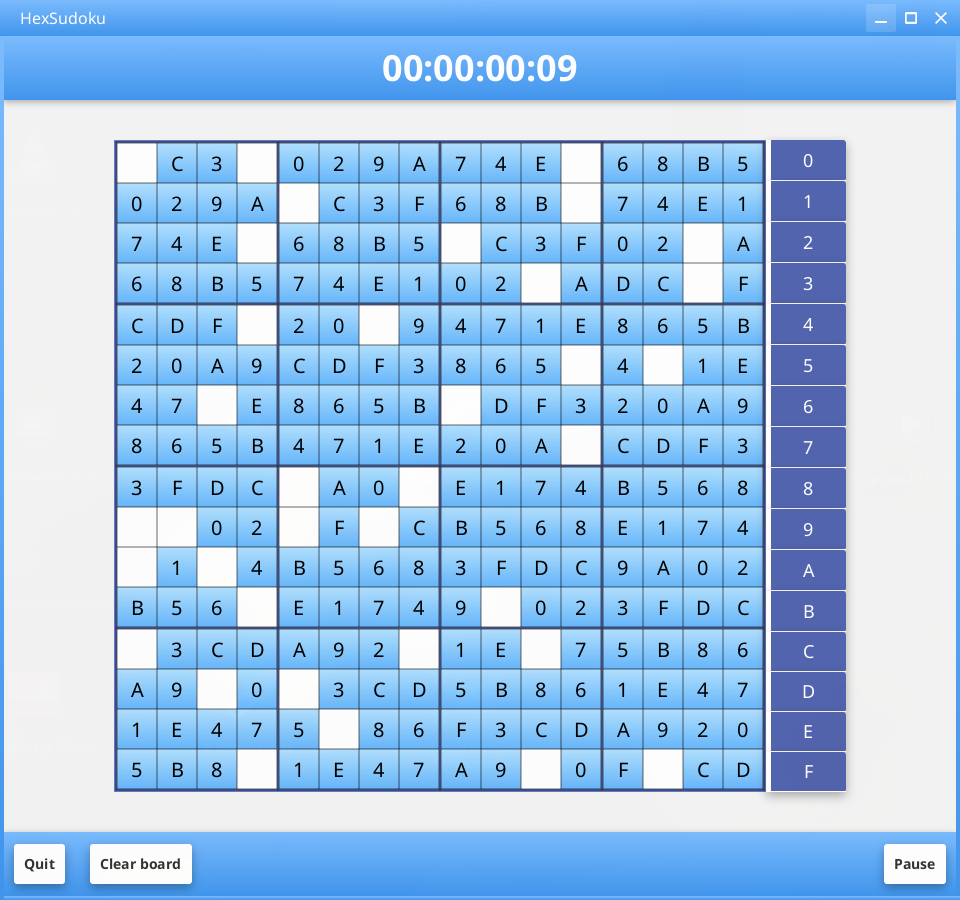 HexSudoku
00:00:00:09
C 3 0 2 9 A 7 4 E 6 8 B 5
0 2 9 A C 3 F 6 8 B 7 4 E 1
7 4 E 6 8 B 5 C 3 F 0 2 A
6 8 B 5 7 4 E 1 0 2 A D C F
C D F 2 0 9 4 7 1 E 8 6 5 B
2 0 A 9 C D F 3 8 6 5 4 1 E
4 7 E 8 6 5 B D F 3 2 0 A 9
8 6 5 B 4 7 1 E 2 0 A C D F 3
3 F D C A 0 E 1 7 4 B 5 6 8
0 2 F C B 5 6 8 E 1 7 4
1 4 B 5 6 8 3 F D C 9 A 0 2
B 5 6 E 1 7 4 9 0 2 3 F D C
3 C D A 9 2 1 E 7 5 B 8 6
A 9 0 3 C D 5 B 8 6 1 E 4 7
1 E 4 7 5 8 6 F 3 C D A 9 2 0
5 B 8 1 E 4 7 A 9 0 F C D
0
1
2
3
4
5
6
7
8
9
A
B
C
D
E
F
Quit Clear board Pause